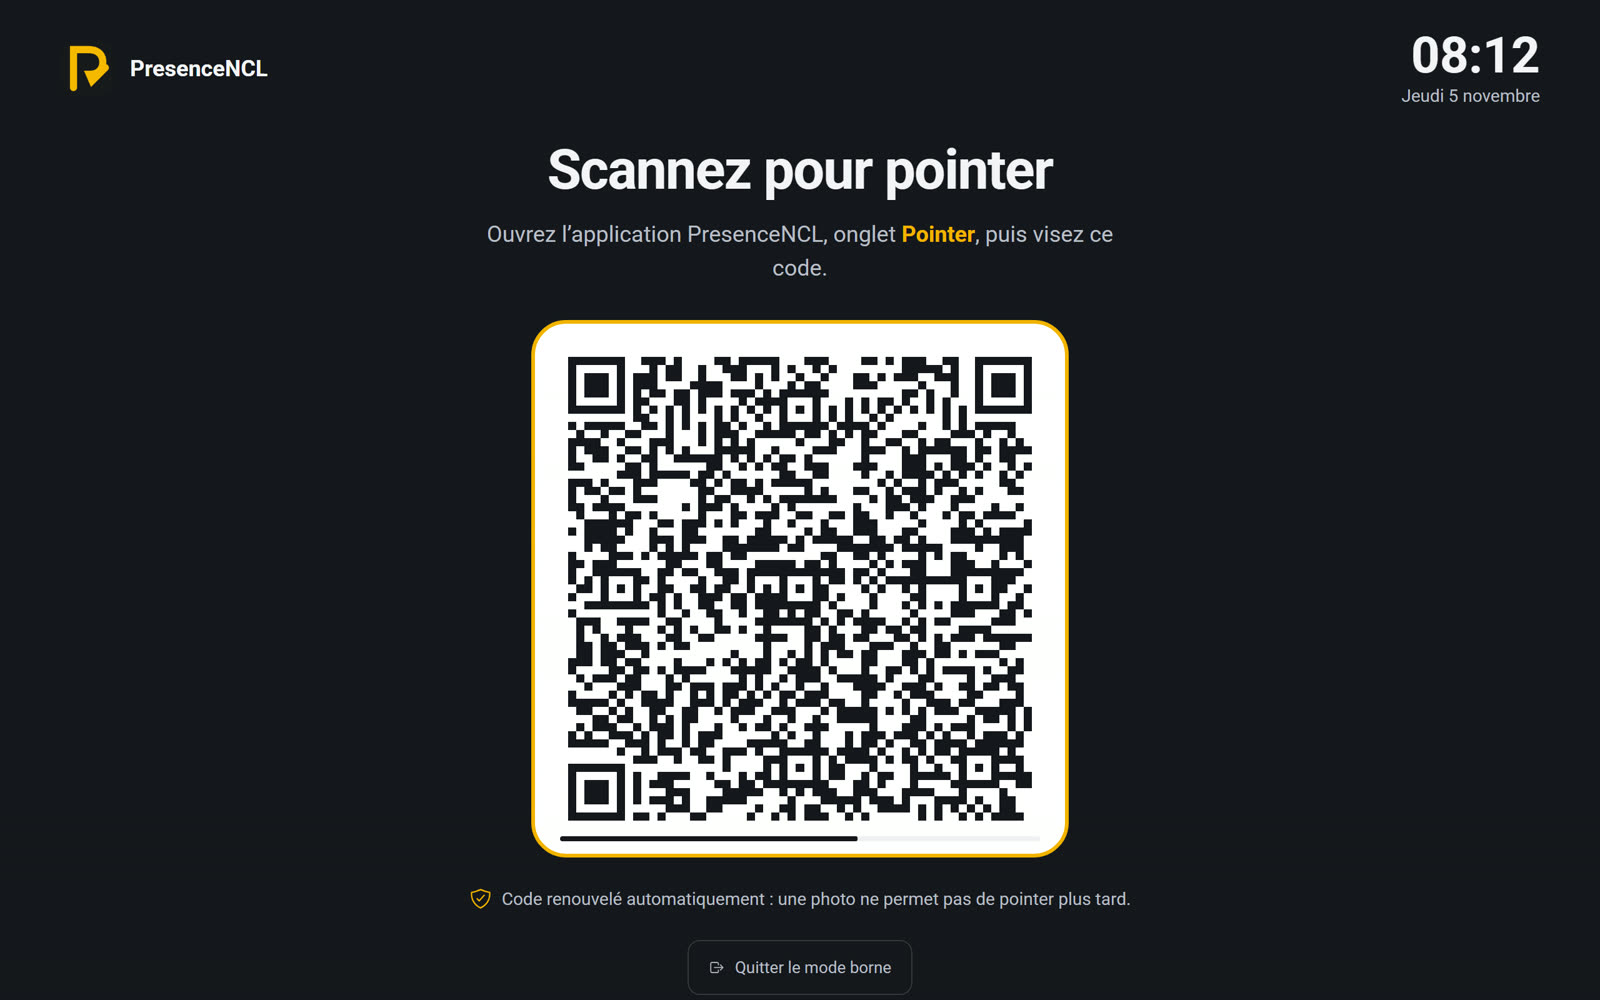 PresenceNCL
08:12
Jeudi 5 novembre
Scannez pour pointer
Ouvrez l’application PresenceNCL, onglet Pointer, puis visez ce
code.
Code renouvelé automatiquement : une photo ne permet pas de pointer plus tard.
Quitter le mode borne